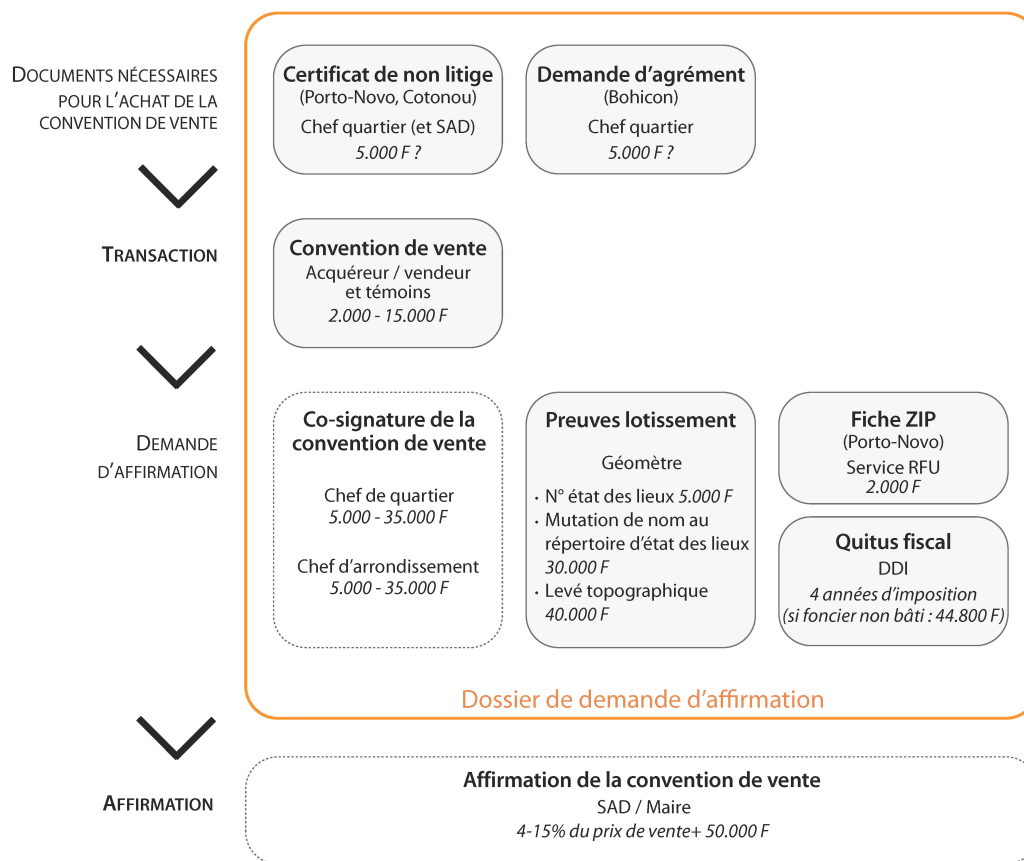 DOCUMENTS NÉCESSAIRES
POUR L'ACHAT DE LA
CONVENTION DE VENTE
Certificat de non litige
(Porto-Novo, Cotonou)
Chef quartier (et SAD)
5.000 F ?
Demande d'agrément
(Bohicon)
Chef quartier
5.000 F ?
TRANSACTION
Convention de vente
Acquéreur / vendeur
et témoins
2.000 - 15.000 F
DEMANDE
D'AFFIRMATION
Co-signature de la
convention de vente
Chef de quartier
5.000 - 35.000 F
Chef d'arrondissement
5.000 - 35.000 F
Preuves lotissement
Géomètre
· N° état des lieux 5.000 F
· Mutation de nom au
répertoire d'état des lieux
30.000 F
· Levé topographique
40.000 F
Fiche ZIP
(Porto-Novo)
Service RFU
2.000 F
Quitus fiscal
DDI
4 années d'imposition
(si foncier non bâti : 44.800 F)
Dossier de demande d'affirmation
AFFIRMATION
Affirmation de la convention de vente
SAD / Maire
4-15% du prix de vente+ 50.000 F